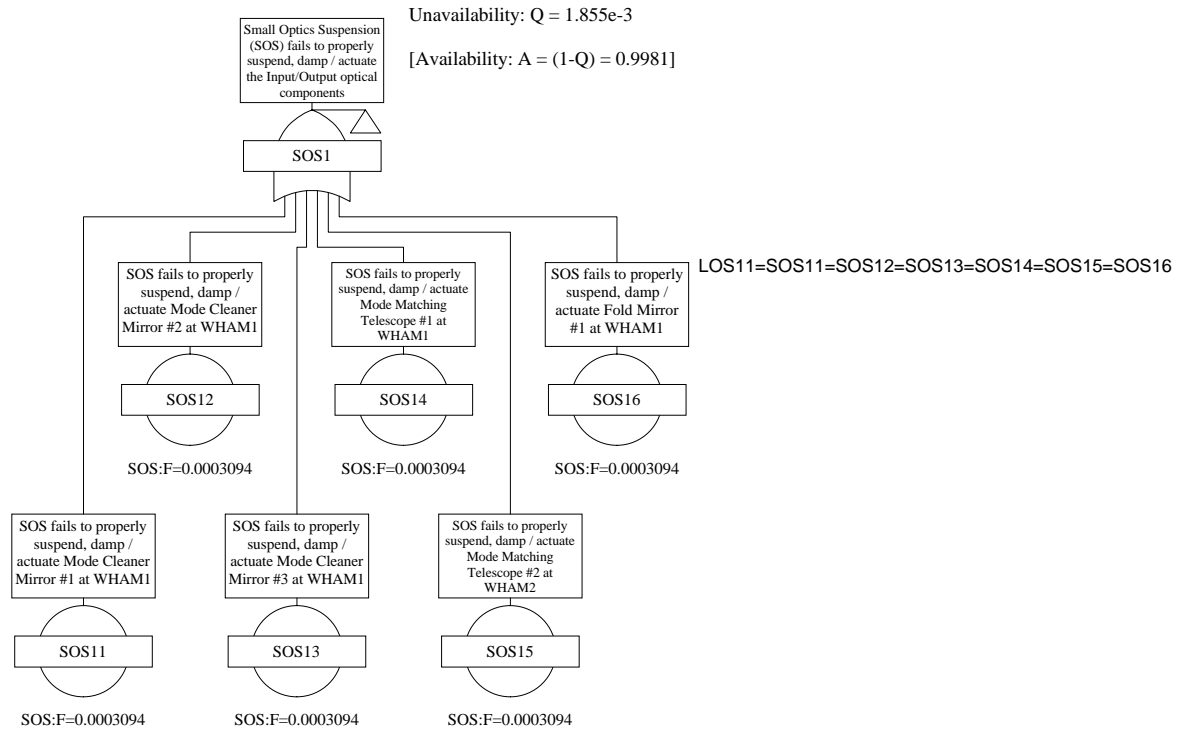 Unavailability: Q = 1.855e-3
[Availability: A = (1-Q) = 0.9981]
Small Optics Suspension
(SOS) fails to properly
suspend, damp / actuate
the Input/Output optical
components
SOS1
LOS11=SOS11=SOS12=SOS13=SOS14=SOS15=SOS16
SOS fails to properly
suspend, damp /
actuate Mode Cleaner
Mirror #2 at WHAM1
SOS12
SOS:F=0.0003094
SOS fails to properly
suspend, damp / actuate
Mode Matching
Telescope #1 at
WHAM1
SOS14
SOS:F=0.0003094
SOS fails to properly
suspend, damp /
actuate Fold Mirror
#1 at WHAM1
SOS16
SOS:F=0.0003094
SOS fails to properly
suspend, damp /
actuate Mode Cleaner
Mirror #1 at WHAM1
SOS11
SOS:F=0.0003094
SOS fails to properly
suspend, damp /
actuate Mode Cleaner
Mirror #3 at WHAM1
SOS13
SOS:F=0.0003094
SOS fails to properly
suspend, damp / actuate
Mode Matching
Telescope #2 at
WHAM2
SOS15
SOS:F=0.0003094